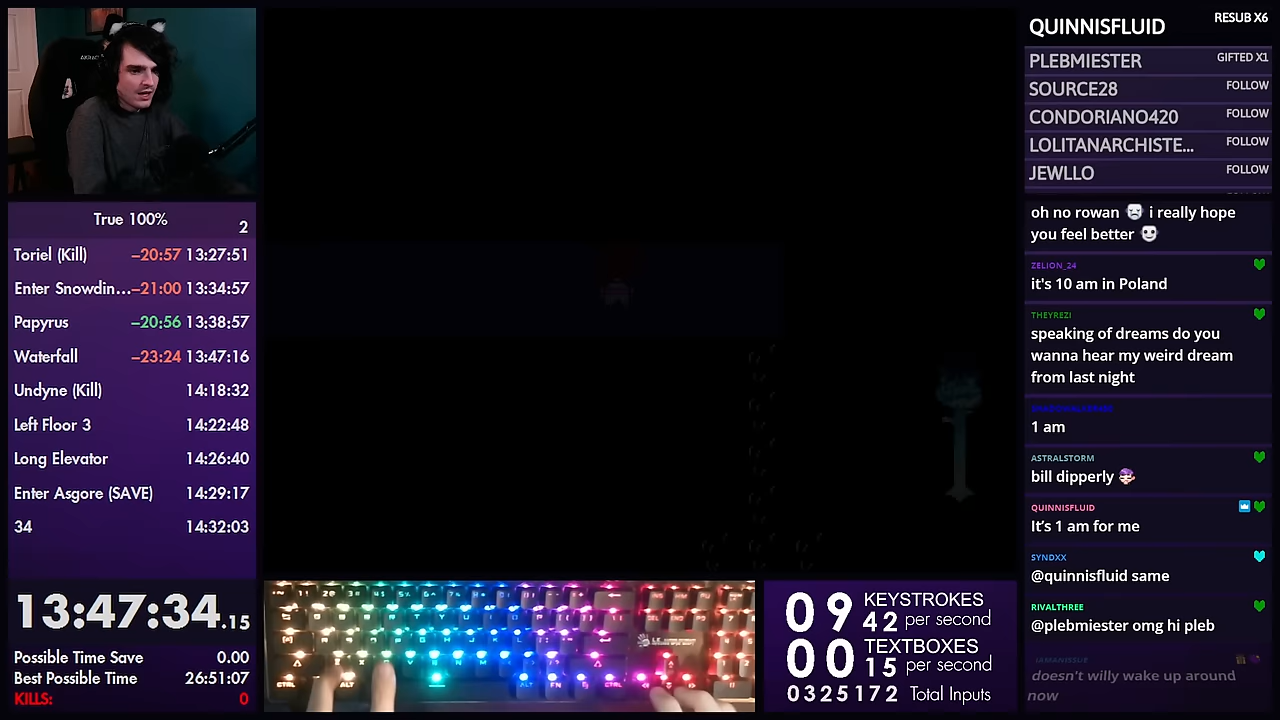 True 100%
2
Toriel (Kill) −20:57 13:27:51
Enter Snowdin... −21:00 13:34:57
Papyrus −20:56 13:38:57
Waterfall −23:24 13:47:16
Undyne (Kill) 14:18:32
Left Floor 3 14:22:48
Long Elevator 14:26:40
Enter Asgore (SAVE) 14:29:17
34 14:32:03
13:47:34.15
Possible Time Save 0.00
Best Possible Time 26:51:07
KILLS: 0
09 KEYSTROKES
42 per second
00 TEXTBOXES
15 per second
0325172 Total Inputs
QUINNISFLUID RESUB X6
PLEBMIESTER GIFTED X1
SOURCE28 FOLLOW
CONDORIANO420 FOLLOW
LOLITANARCHISTE... FOLLOW
JEWLLO FOLLOW
oh no rowan i really hope
you feel better
ZELION_24
it's 10 am in Poland
THEYREZI
speaking of dreams do you
wanna hear my weird dream
from last night
1 am
ASTRALSTORM
bill dipperly
QUINNISFLUID
It's 1 am for me
SYNDXX
@quinnisfluid same
RIVALTHREE
@plebmiester omg hi pleb
doesn't willy wake up around
now